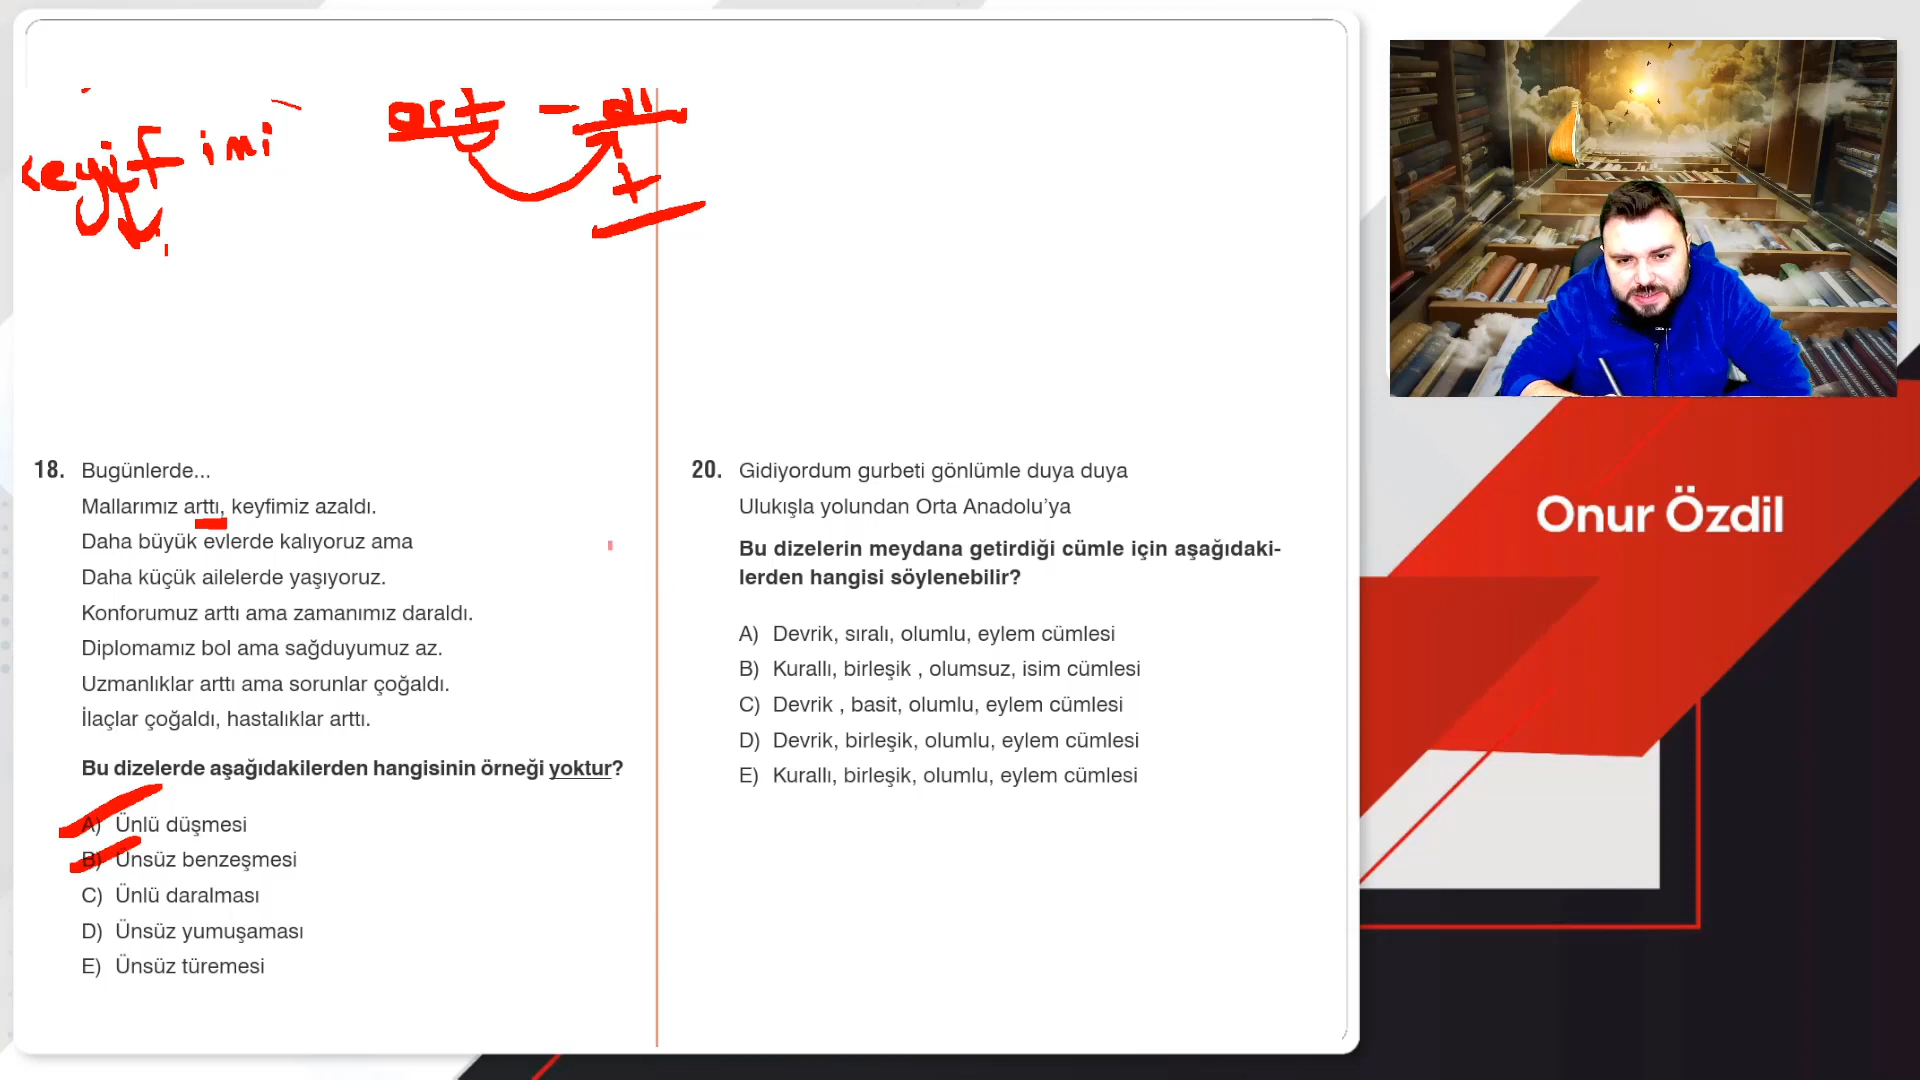 keyif imi
art - dı
t
18. Bugünlerde...
Mallarımız arttı, keyfimiz azaldı.
Daha büyük evlerde kalıyoruz ama
Daha küçük ailelerde yaşıyoruz.
Konforumuz arttı ama zamanımız daraldı.
Diplomamız bol ama sağduyumuz az.
Uzmanlıklar arttı ama sorunlar çoğaldı.
İlaçlar çoğaldı, hastalıklar arttı.
Bu dizelerde aşağıdakilerden hangisinin örneği yoktur?
A) Ünlü düşmesi
B) Ünsüz benzeşmesi
C) Ünlü daralması
D) Ünsüz yumuşaması
E) Ünsüz türemesi
20. Gidiyordum gurbeti gönlümle duya duya
Ulukışla yolundan Orta Anadolu’ya
Bu dizelerin meydana getirdiği cümle için aşağıdaki-
lerden hangisi söylenebilir?
A) Devrik, sıralı, olumlu, eylem cümlesi
B) Kurallı, birleşik , olumsuz, isim cümlesi
C) Devrik , basit, olumlu, eylem cümlesi
D) Devrik, birleşik, olumlu, eylem cümlesi
E) Kurallı, birleşik, olumlu, eylem cümlesi
Onur Özdil